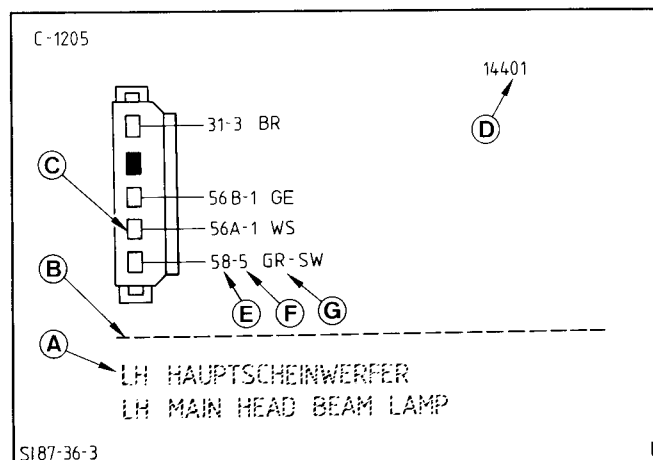 C-1205
14401
D
31-3 BR
C
56B-1 GE
56A-1 WS
58-5 GR-SW
B
E F G
A
LH HAUPTSCHEINWERFER
LH MAIN HEAD BEAM LAMP
SI87-36-3